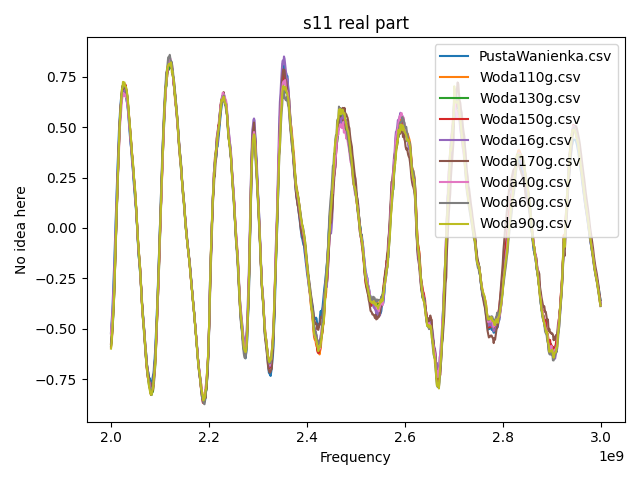 s11 real part
No idea here
0.75
0.50
0.25
0.00
−0.25
−0.50
−0.75
PustaWanienka.csv
Woda110g.csv
Woda130g.csv
Woda150g.csv
Woda16g.csv
Woda170g.csv
Woda40g.csv
Woda60g.csv
Woda90g.csv
2.0 2.2 2.4 2.6 2.8 3.0
Frequency 1e9